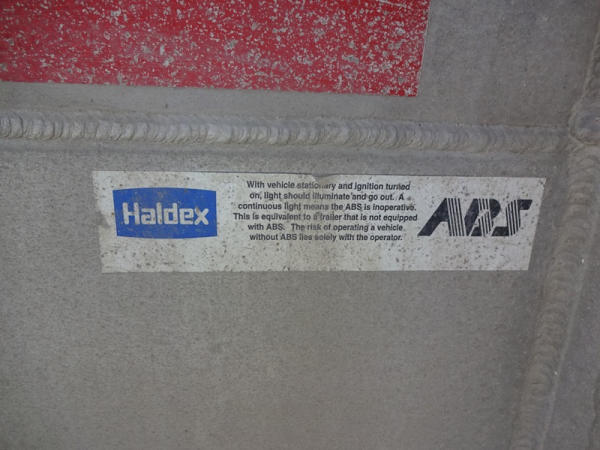 Haldex
With vehicle stationary and ignition turned
on, light should illuminate and go out. A
continuous light means the ABS is inoperative.
This is equivalent to a trailer that is not equipped
with ABS. The risk of operating a vehicle
without ABS lies solely with the operator.
ABS